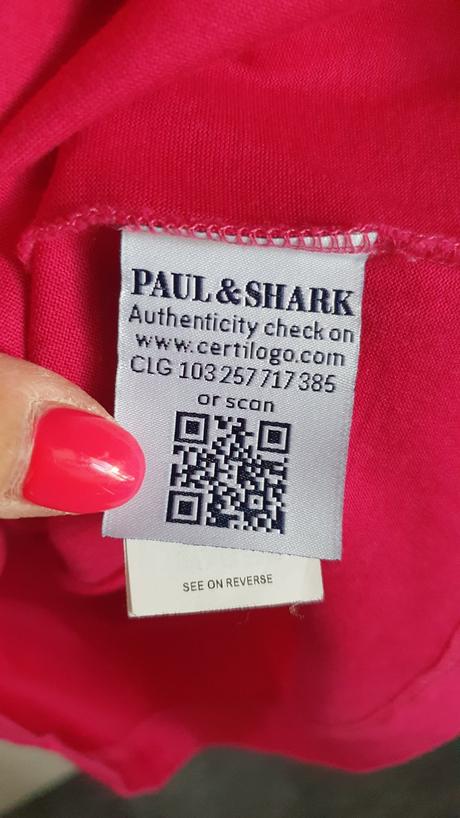 PAUL & SHARK
Authenticity check on
www.certilogo.com
CLG 103 257 717 385
or scan
SEE ON REVERSE